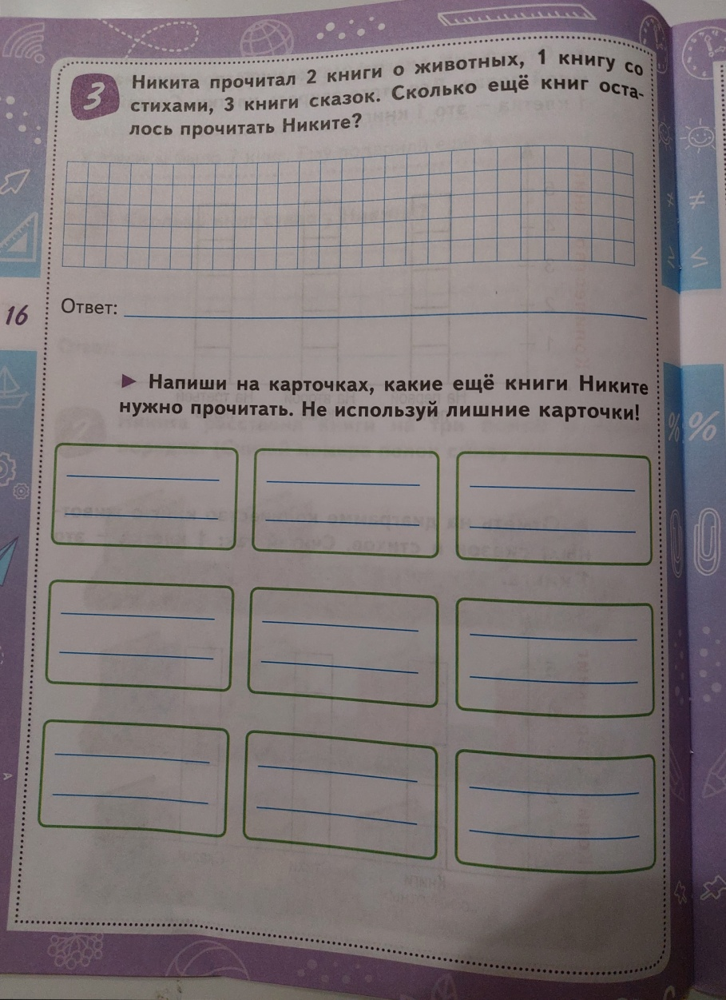 3
Никита прочитал 2 книги о животных, 1 книгу со
стихами, 3 книги сказок. Сколько ещё книг оста-
лось прочитать Никите?
16
Ответ:
▶ Напиши на карточках, какие ещё книги Никите
нужно прочитать. Не используй лишние карточки!